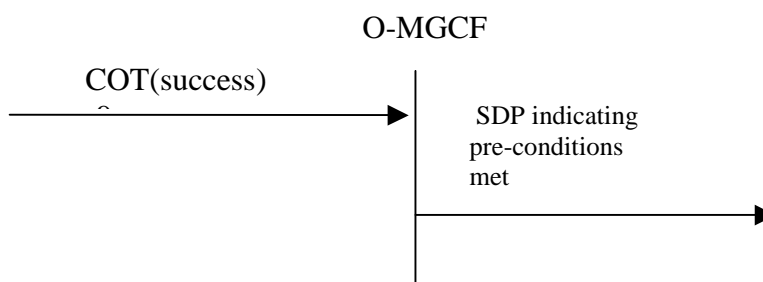 O-MGCF
COT(success)
SDP indicating
pre-conditions
met